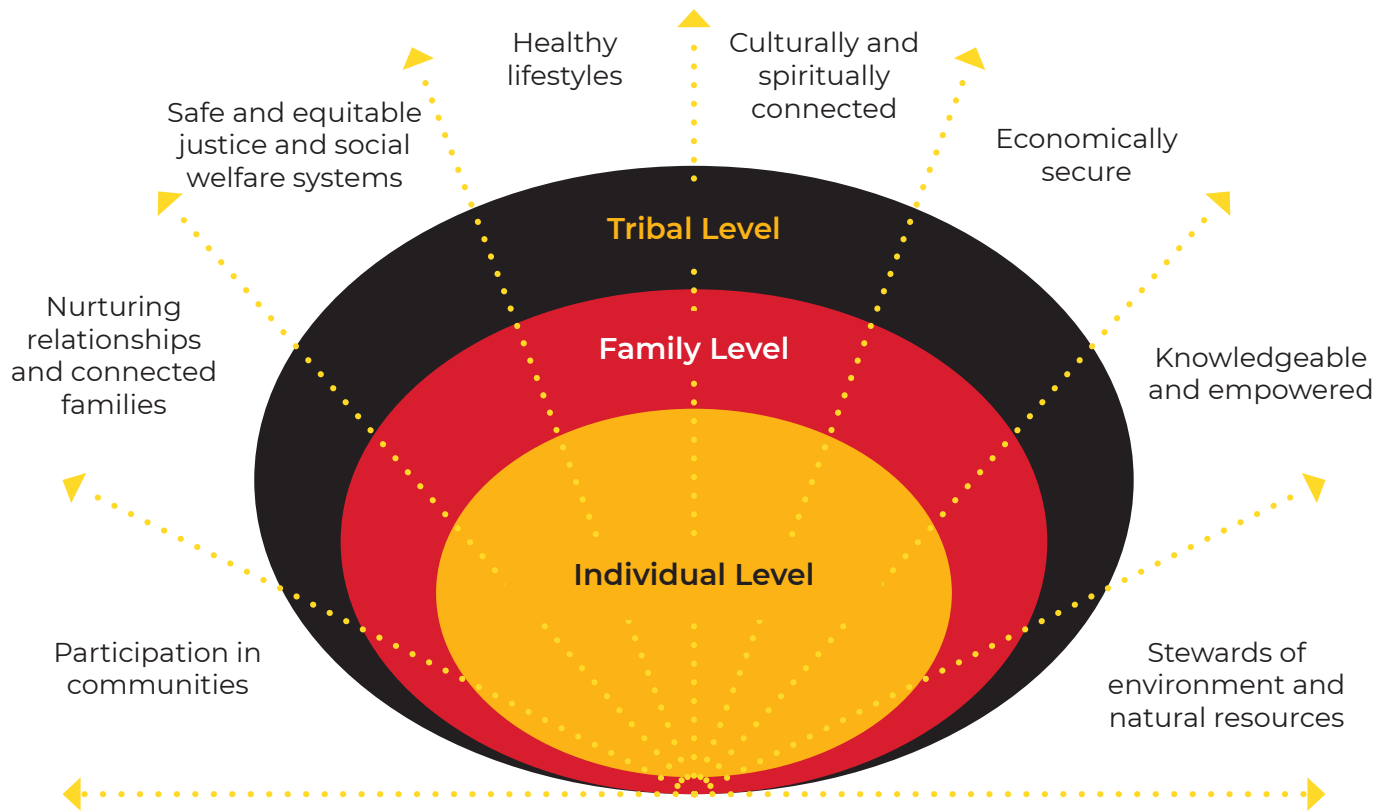 Healthy
lifestyles
Culturally and
spiritually
connected
Safe and equitable
justice and social
welfare systems
Economically
secure
Tribal Level
Nurturing
relationships
and connected
families
Family Level
Knowledgeable
and empowered
Individual Level
Participation in
communities
Stewards of
environment and
natural resources